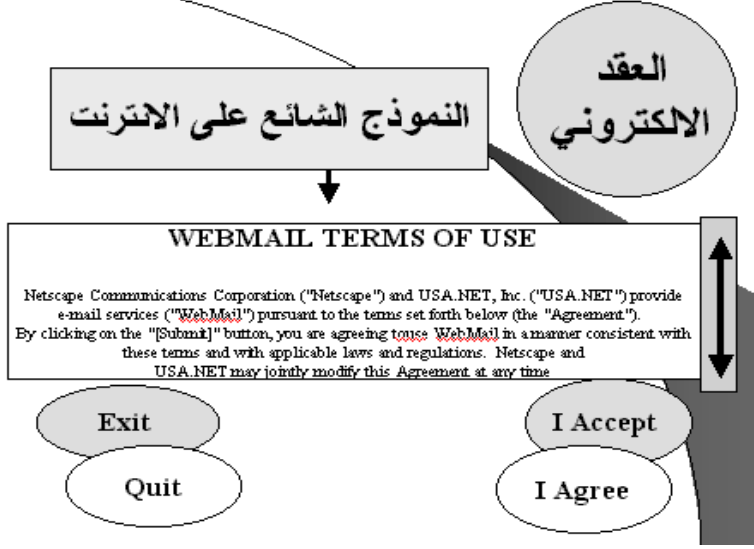 العقد
الالكتروني
النموذج الشائع على الانترنت
WEBMAIL TERMS OF USE
Netscape Communications Corporation ("Netscape") and USA.NET, Inc. ("USA.NET") provide
e-mail services ("WebMail") pursuant to the terms set forth below (the "Agreement").
By clicking on the "[Submit]" button, you are agreeing touse WebMail in a manner consistent with
these terms and with applicable laws and regulations. Netscape and
USA.NET may jointly modify this Agreement at any time
Exit
I Accept
Quit
I Agree